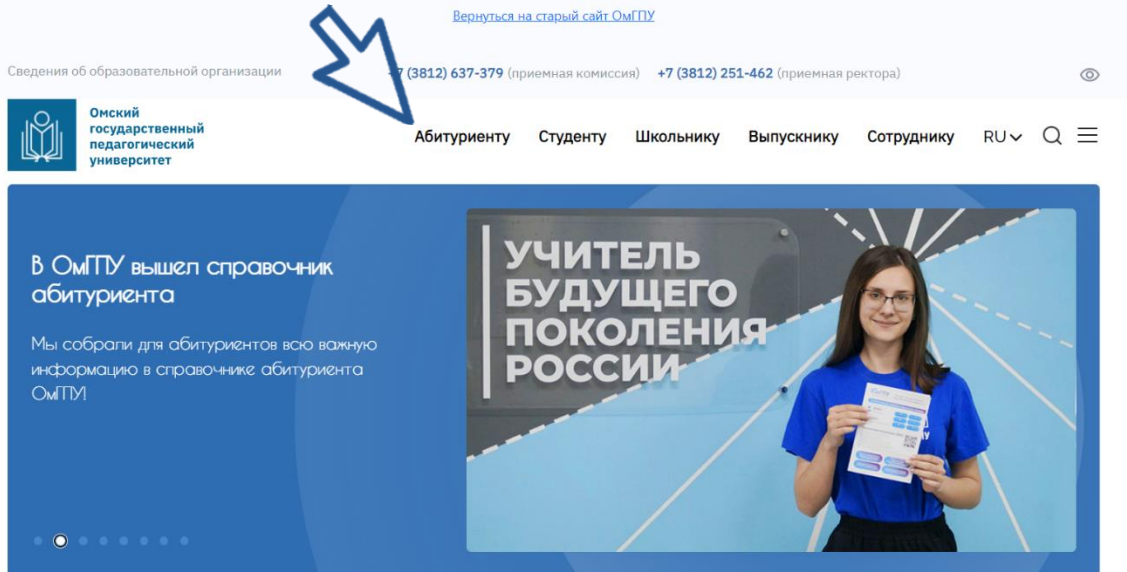 Вернуться на старый сайт ОмГПУ
Сведения об образовательной организации
+7 (3812) 637-379 (приемная комиссия) +7 (3812) 251-462 (приемная ректора)
Омский
государственный
педагогический
университет
Абитуриенту Студенту Школьнику Выпускнику Сотруднику RU
В ОмГПУ вышел справочник
абитуриента
Мы собрали для абитуриентов всю важную
информацию в справочнике абитуриента
ОмГПУ!
УЧИТЕЛЬ
БУДУЩЕГО
ПОКОЛЕНИЯ
РОССИИ